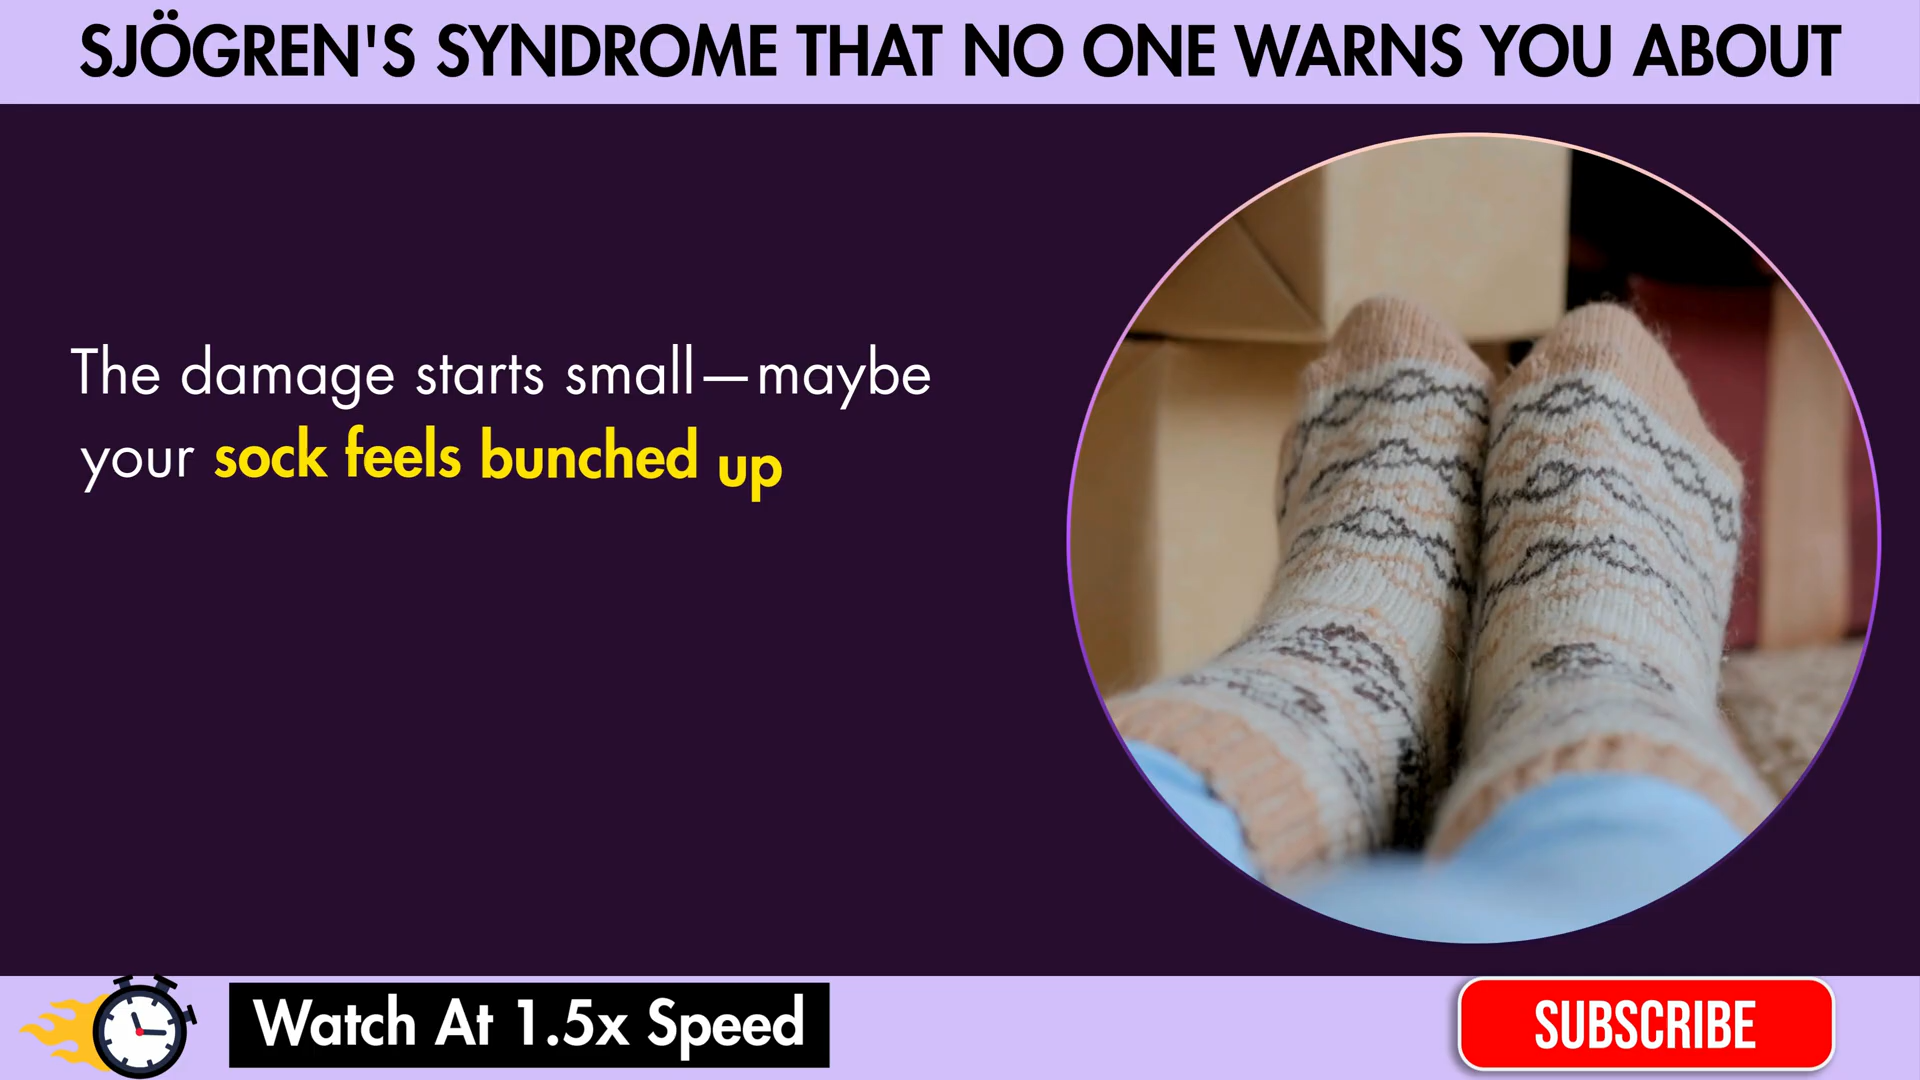 SJÖGREN'S SYNDROME THAT NO ONE WARNS YOU ABOUT
The damage starts small—maybe
your sock feels bunched up
Watch At 1.5x Speed
SUBSCRIBE